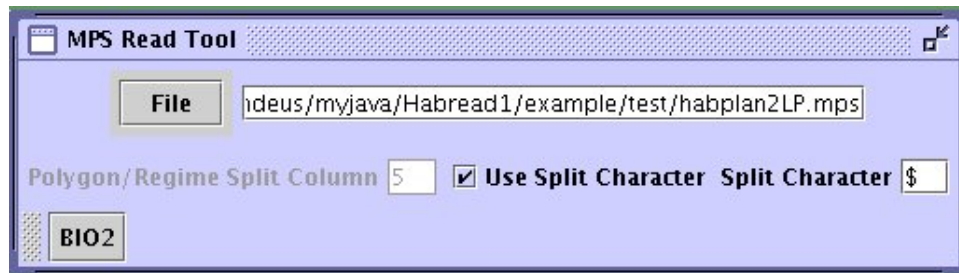 MPS Read Tool
File ndeus/myjava/Habread1/example/test/habplan2LP.mps
Polygon/Regime Split Column 5 Use Split Character Split Character $
BIO2